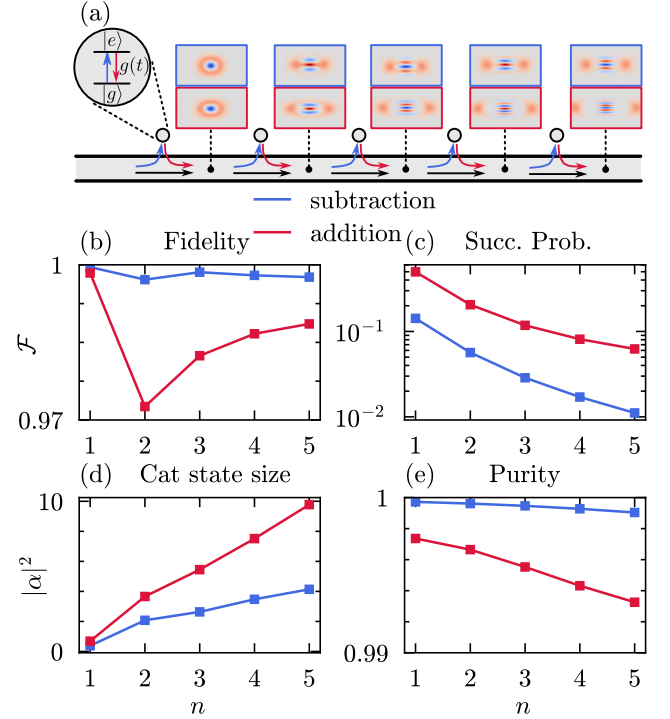 (a)
|e⟩
g(t)
|g⟩
subtraction
addition
(b) Fidelity
(c) Succ. Prob.
1
ℱ
0.97
1 2 3 4 5
10⁻¹
10⁻²
1 2 3 4 5
(d) Cat state size
(e) Purity
10
|α|²
0
1 2 3 4 5
n
1
0.99
1 2 3 4 5
n